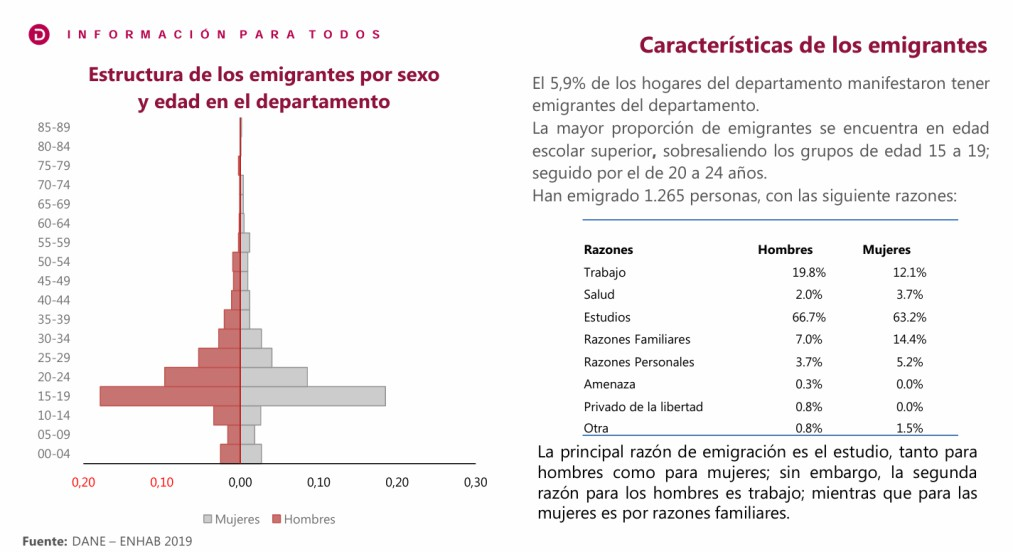 INFORMACIÓN PARA TODOS
Estructura de los emigrantes por sexo
y edad en el departamento
85-89
80-84
75-79
70-74
65-69
60-64
55-59
50-54
45-49
40-44
35-39
30-34
25-29
20-24
15-19
10-14
05-09
00-04
0,20 0,10 0,00 0,10 0,20 0,30
Mujeres Hombres
Fuente: DANE – ENHAB 2019
Características de los emigrantes
El 5,9% de los hogares del departamento manifestaron tener
emigrantes del departamento.
La mayor proporción de emigrantes se encuentra en edad
escolar superior, sobresaliendo los grupos de edad 15 a 19;
seguido por el de 20 a 24 años.
Han emigrado 1.265 personas, con las siguiente razones:
Razones Hombres Mujeres
Trabajo 19.8% 12.1%
Salud 2.0% 3.7%
Estudios 66.7% 63.2%
Razones Familiares 7.0% 14.4%
Razones Personales 3.7% 5.2%
Amenaza 0.3% 0.0%
Privado de la libertad 0.8% 0.0%
Otra 0.8% 1.5%
La principal razón de emigración es el estudio, tanto para
hombres como para mujeres; sin embargo, la segunda
razón para los hombres es trabajo; mientras que para las
mujeres es por razones familiares.